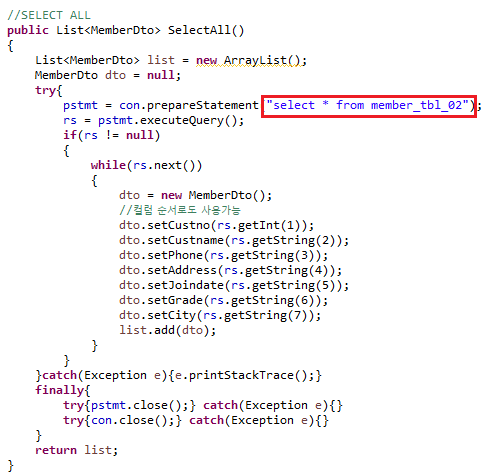 //SELECT ALL
public List<MemberDto> SelectAll()
{
    List<MemberDto> list = new ArrayList();
    MemberDto dto = null;
    try{
        pstmt = con.prepareStatement("select * from member_tbl_02");
        rs = pstmt.executeQuery();
        if(rs != null)
        {
            while(rs.next())
            {
                dto = new MemberDto();
                //컬럼 순서로도 사용가능
                dto.setCustno(rs.getInt(1));
                dto.setCustname(rs.getString(2));
                dto.setPhone(rs.getString(3));
                dto.setAddress(rs.getString(4));
                dto.setJoindate(rs.getString(5));
                dto.setGrade(rs.getString(6));
                dto.setCity(rs.getString(7));
                list.add(dto);
            }
        }
    }catch(Exception e){e.printStackTrace();}
    finally{
        try{pstmt.close();} catch(Exception e){}
        try{con.close();} catch(Exception e){}
    }
    return list;
}